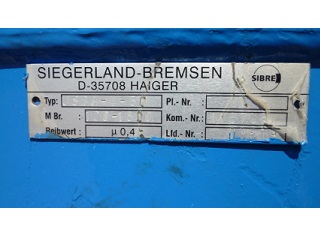 SIEGERLAND-BREMSEN
SIBRE
D-35708 HAIGER
Typ: Pl.-Nr.
M Br. Kom.-Nr.
Reibwert µ 0,4 Lfd.-Nr.